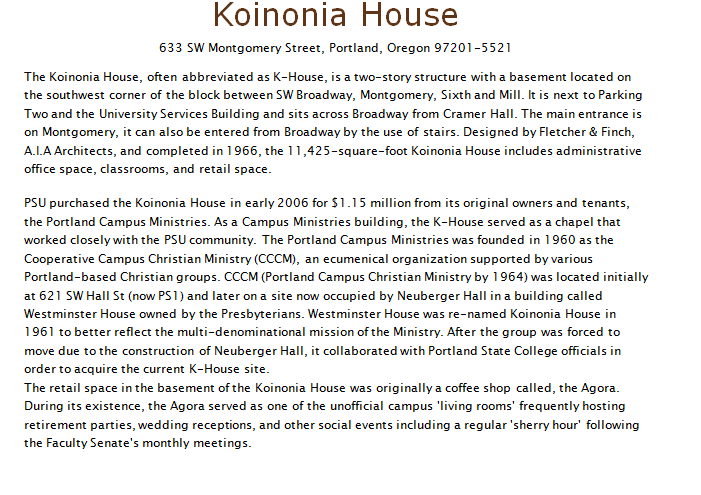 Koinonia House
633 SW Montgomery Street, Portland, Oregon 97201-5521
The Koinonia House, often abbreviated as K-House, is a two-story structure with a basement located on
the southwest corner of the block between SW Broadway, Montgomery, Sixth and Mill. It is next to Parking
Two and the University Services Building and sits across Broadway from Cramer Hall. The main entrance is
on Montgomery, it can also be entered from Broadway by the use of stairs. Designed by Fletcher & Finch,
A.I.A Architects, and completed in 1966, the 11,425-square-foot Koinonia House includes administrative
office space, classrooms, and retail space.
PSU purchased the Koinonia House in early 2006 for $1.15 million from its original owners and tenants,
the Portland Campus Ministries. As a Campus Ministries building, the K-House served as a chapel that
worked closely with the PSU community. The Portland Campus Ministries was founded in 1960 as the
Cooperative Campus Christian Ministry (CCCM), an ecumenical organization supported by various
Portland-based Christian groups. CCCM (Portland Campus Christian Ministry by 1964) was located initially
at 621 SW Hall St (now PS1) and later on a site now occupied by Neuberger Hall in a building called
Westminster House owned by the Presbyterians. Westminster House was re-named Koinonia House in
1961 to better reflect the multi-denominational mission of the Ministry. After the group was forced to
move due to the construction of Neuberger Hall, it collaborated with Portland State College officials in
order to acquire the current K-House site.
The retail space in the basement of the Koinonia House was originally a coffee shop called, the Agora.
During its existence, the Agora served as one of the unofficial campus 'living rooms' frequently hosting
retirement parties, wedding receptions, and other social events including a regular 'sherry hour' following
the Faculty Senate's monthly meetings.